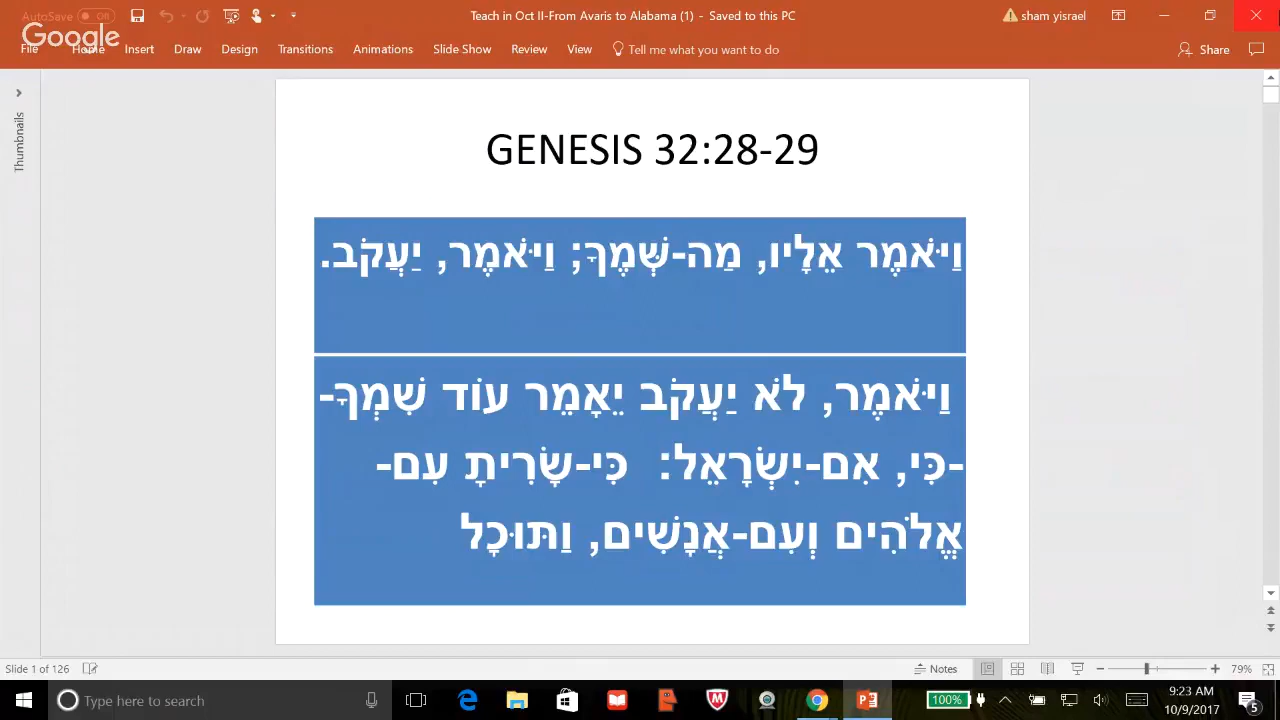 AutoSave Off
Teach in Oct II-From Avaris to Alabama (1) - Saved to this PC
sham yisrael
Google
File Home Insert Draw Design Transitions Animations Slide Show Review View Tell me what you want to do Share
Thumbnails
GENESIS 32:28-29
וַיֹּאמֶר אֵלָיו, מַה-שְּׁמֶךָ; וַיֹּאמֶר, יַעֲקֹב.
וַיֹּאמֶר, לֹא יַעֲקֹב יֵאָמֵר עוֹד שִׁמְךָ-
-כִּי, אִם-יִשְׂרָאֵל: כִּי-שָׂרִיתָ עִם-
אֱלֹהִים וְעִם-אֲנָשִׁים, וַתּוּכָל
Slide 1 of 126
Notes
79%
Type here to search
100%
9:23 AM
10/9/2017
5